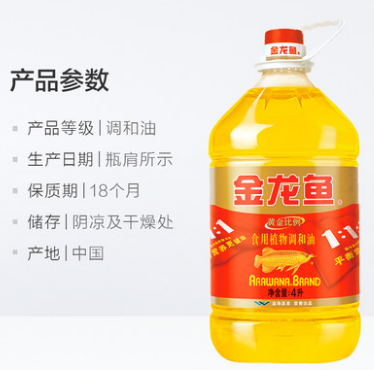 产品参数
产品等级|调和油
生产日期|瓶肩所示
保质期|18个月
储存|阴凉及干燥处
产地|中国
金龙鱼
金龙鱼
黄金比例
食用植物调和油
1:1
1:1
ARAWANA BRAND
净含量:4升